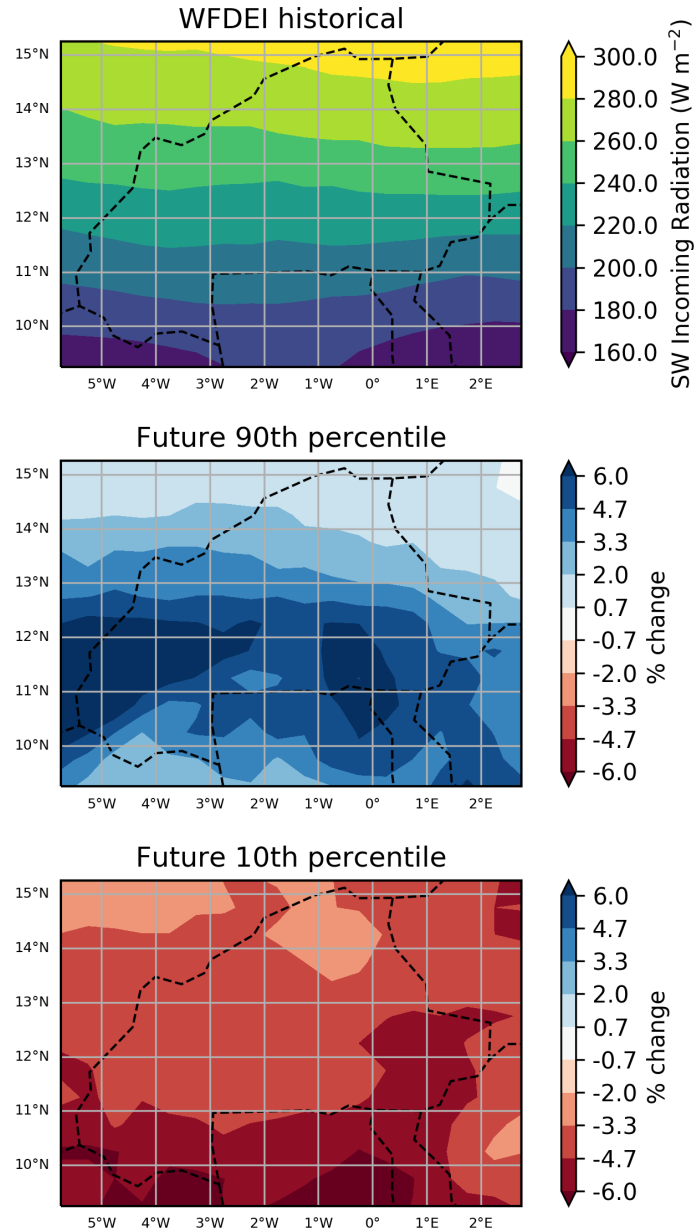 WFDEI historical
15°N
14°N
13°N
12°N
11°N
10°N
5°W 4°W 3°W 2°W 1°W 0° 1°E 2°E
300.0
280.0
260.0
240.0
220.0
200.0
180.0
160.0
SW Incoming Radiation (W m⁻²)
Future 90th percentile
15°N
14°N
13°N
12°N
11°N
10°N
5°W 4°W 3°W 2°W 1°W 0° 1°E 2°E
6.0
4.7
3.3
2.0
0.7
-0.7
-2.0
-3.3
-4.7
-6.0
% change
Future 10th percentile
15°N
14°N
13°N
12°N
11°N
10°N
5°W 4°W 3°W 2°W 1°W 0° 1°E 2°E
6.0
4.7
3.3
2.0
0.7
-0.7
-2.0
-3.3
-4.7
-6.0
% change